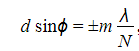 d sinϕ = ±m λ/N,